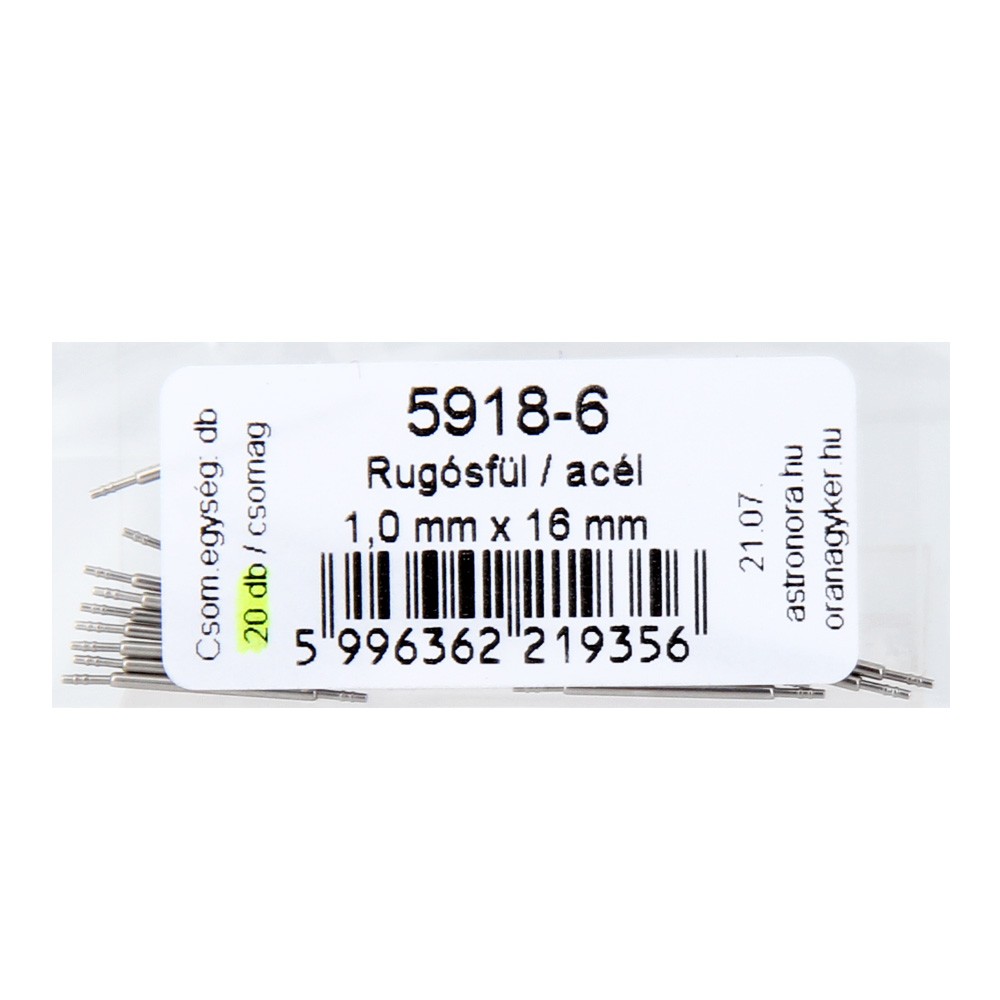 Csom.egység: db
20 db / csomag
5918-6
Rugósfül / acél
1,0 mm x 16 mm
5 996362 219356
21.07.
astronora.hu
oranagyker.hu